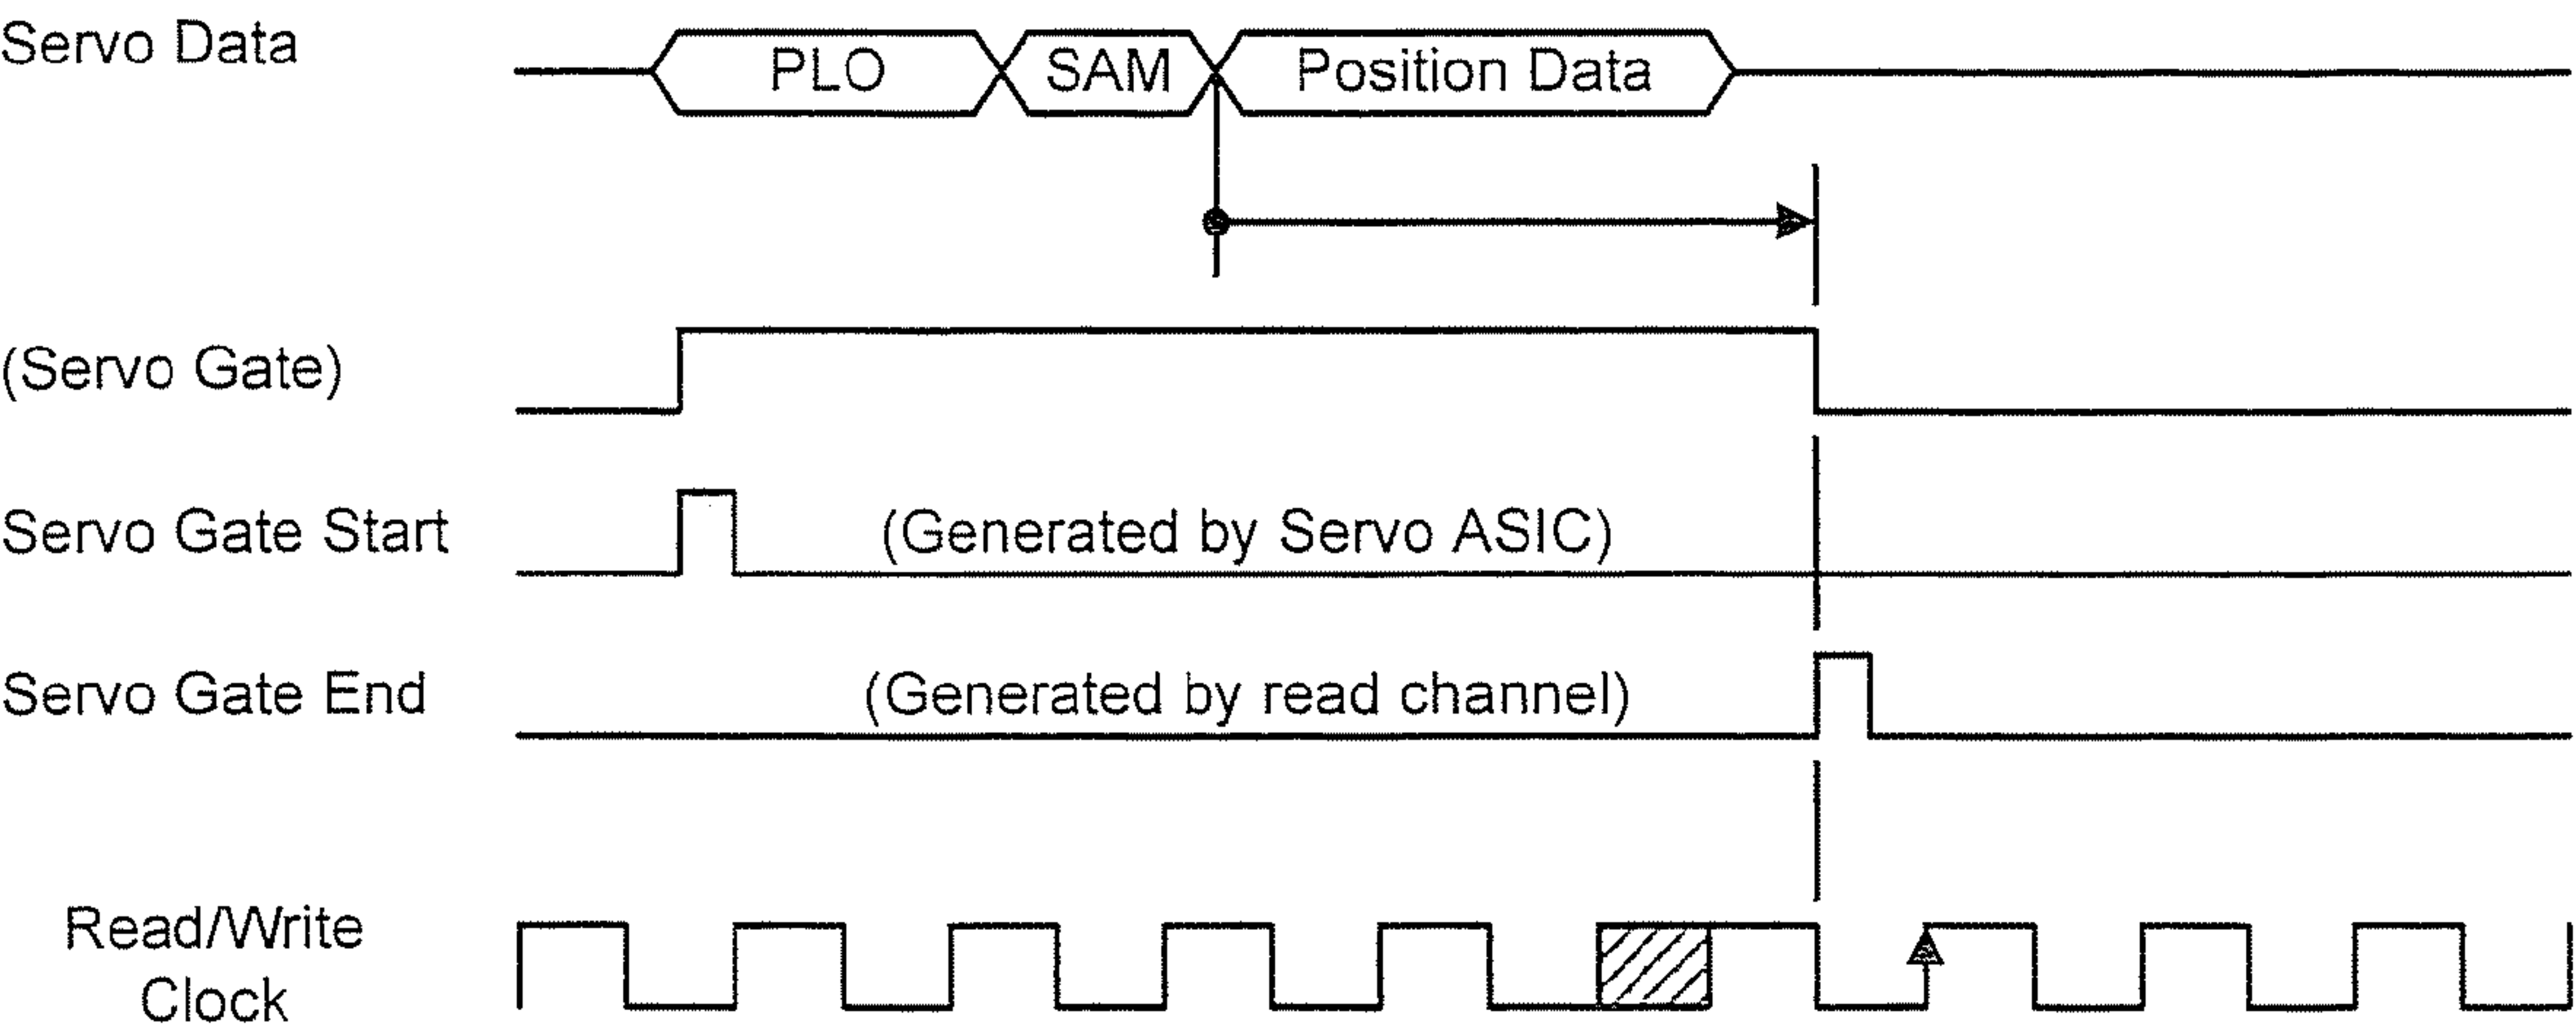 Servo Data
PLO SAM Position Data
(Servo Gate)
Servo Gate Start (Generated by Servo ASIC)
Servo Gate End (Generated by read channel)
Read/Write
Clock